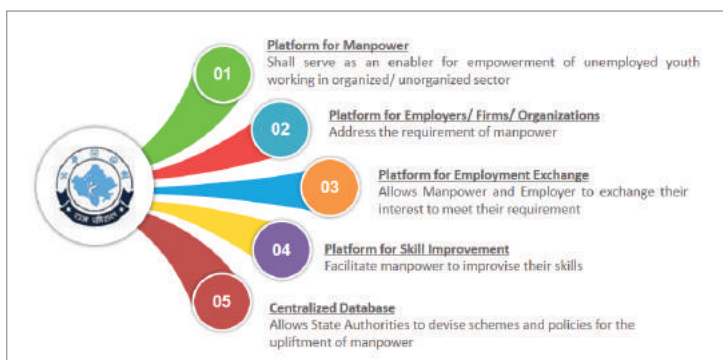 01
Platform for Manpower
Shall serve as an enabler for empowerment of unemployed youth
working in organized/ unorganized sector
02
Platform for Employers/ Firms/ Organizations
Address the requirement of manpower
03
Platform for Employment Exchange
Allows Manpower and Employer to exchange their
interest to meet their requirement
राज कौशल
04
Platform for Skill Improvement
Facilitate manpower to improvise their skills
05
Centralized Database
Allows State Authorities to devise schemes and policies for the
upliftment of manpower